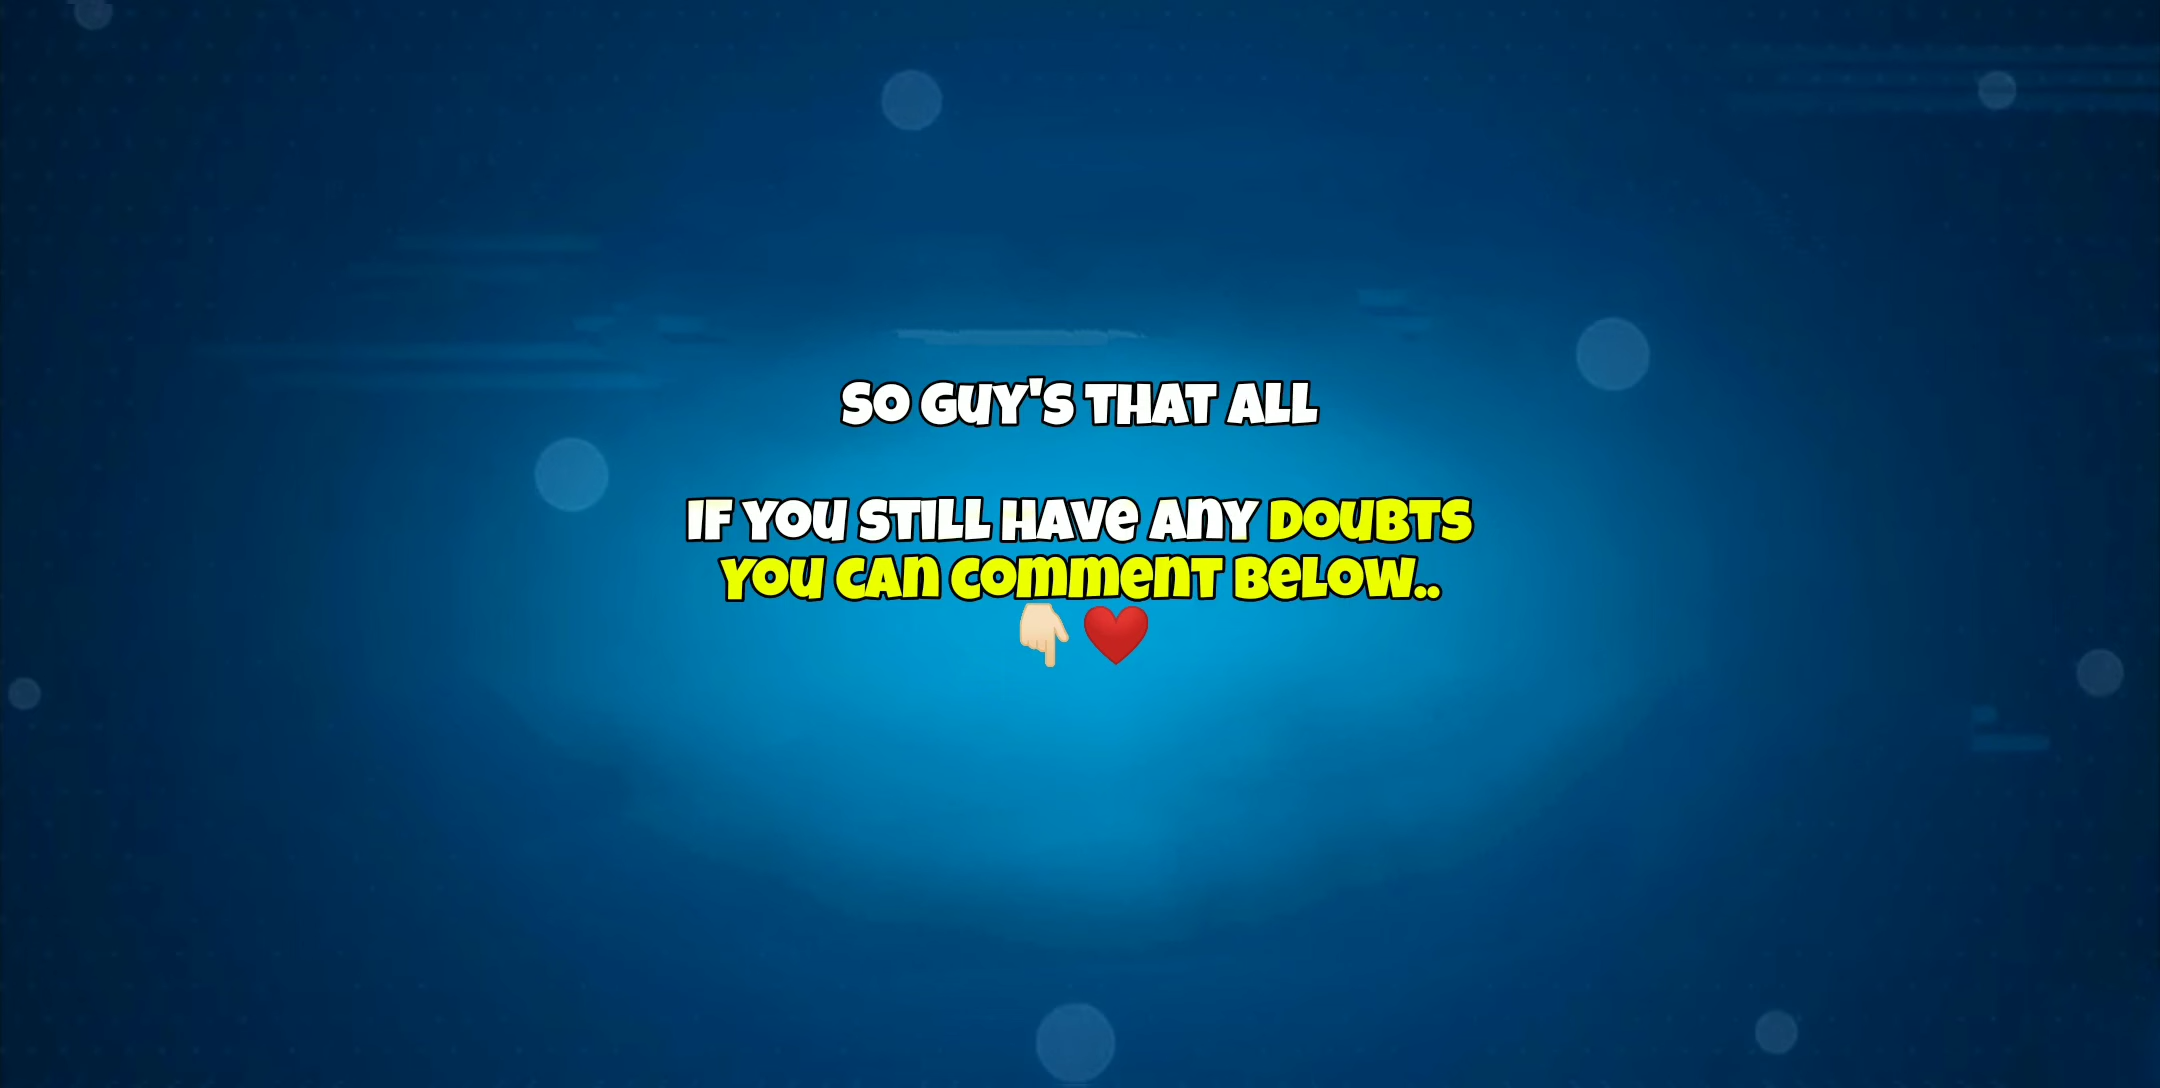 SO GUY'S THAT ALL
IF YOU STILL HAVE ANY DOUBTS
YOU CAN COMMENT BELOW..
👇🏻❤️